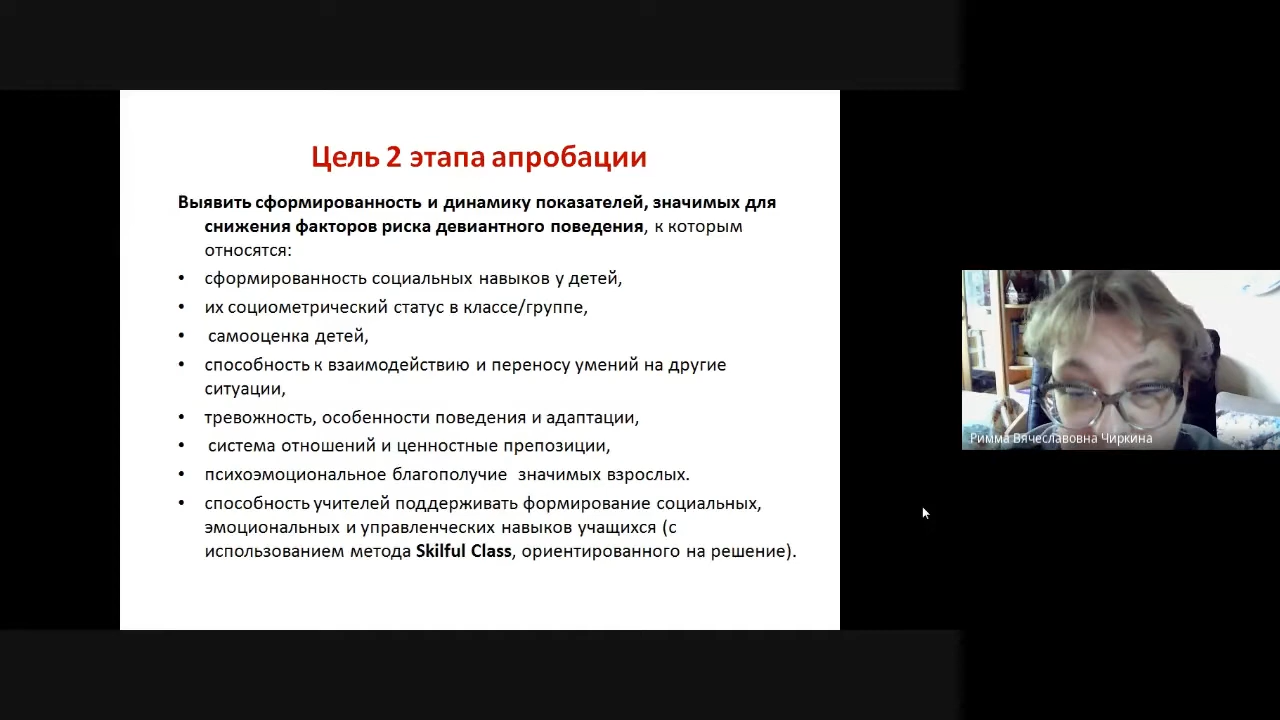 Цель 2 этапа апробации
Выявить сформированность и динамику показателей, значимых для
снижения факторов риска девиантного поведения, к которым
относятся:
• сформированность социальных навыков у детей,
• их социометрический статус в классе/группе,
• самооценка детей,
• способность к взаимодействию и переносу умений на другие
ситуации,
• тревожность, особенности поведения и адаптации,
• система отношений и ценностные препозиции,
• психоэмоциональное благополучие значимых взрослых.
• способность учителей поддерживать формирование социальных,
эмоциональных и управленческих навыков учащихся (с
использованием метода Skilful Class, ориентированного на решение).
Римма Вячеславовна Чиркина